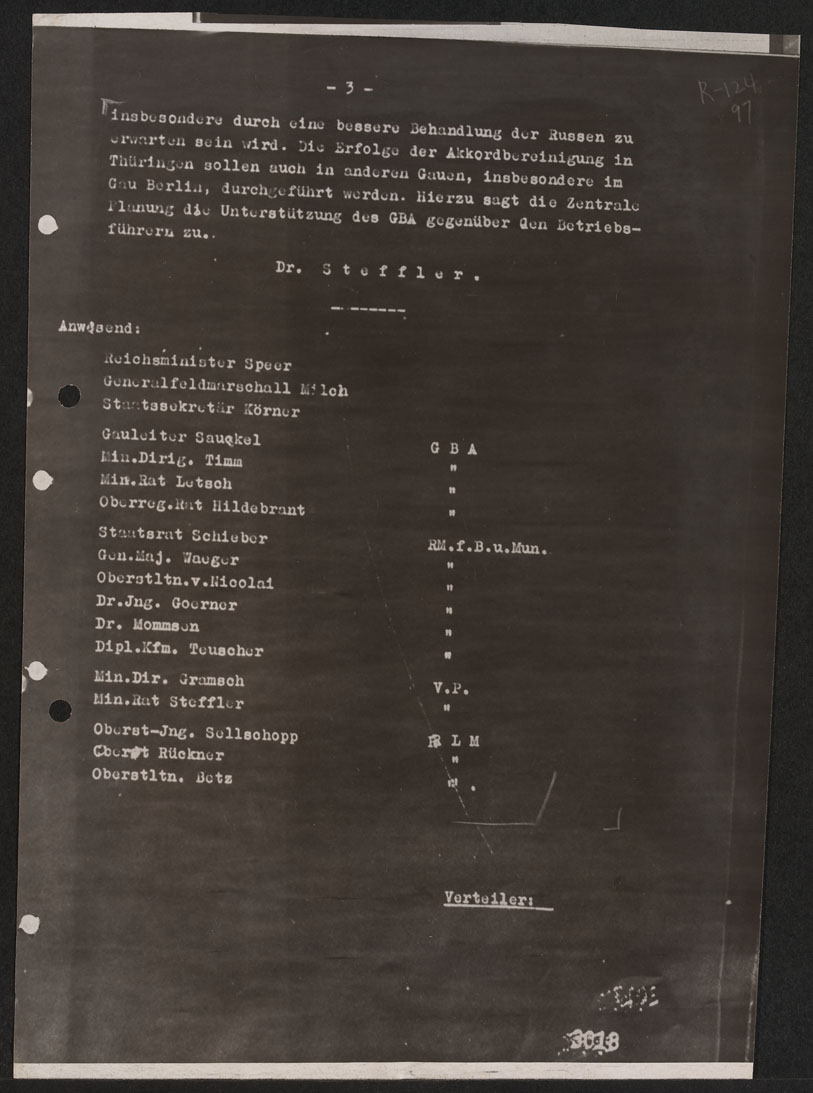 - 3 -
R-124
97
insbesondere durch eine bessere Behandlung der Russen zu
erwarten sein wird. Die Erfolge der Akkordbereinigung in
Thüringen sollen auch in anderen Gauen, insbesondere im
Gau Berlin, durchgeführt werden. Hierzu sagt die Zentrale
Planung die Unterstützung des GBA gegenüber den Betriebs-
führern zu.
Dr. S t e f f l e r .
Anwesend:
Reichsminister Speer
Generalfeldmarschall Milch
Staatssekretär Körner
Gauleiter Sauckel G B A
Min.Dirig. Timm "
Min.Rat Letsch "
Oberreg.Rat Hildebrant "
Staatsrat Schieber RM.f.B.u.Mun.
Gen.Maj. Waeger "
Oberstltn.v.Nicolai "
Dr.Jng. Goerner "
Dr. Mommsen "
Dipl.Kfm. Teuscher "
Min.Dir. Gramsch V.P.
Min.Rat Steffler "
Oberst-Jng. Sellschopp R L M
Oberst Rückner "
Oberstltn. Betz " .
Verteiler:
3018